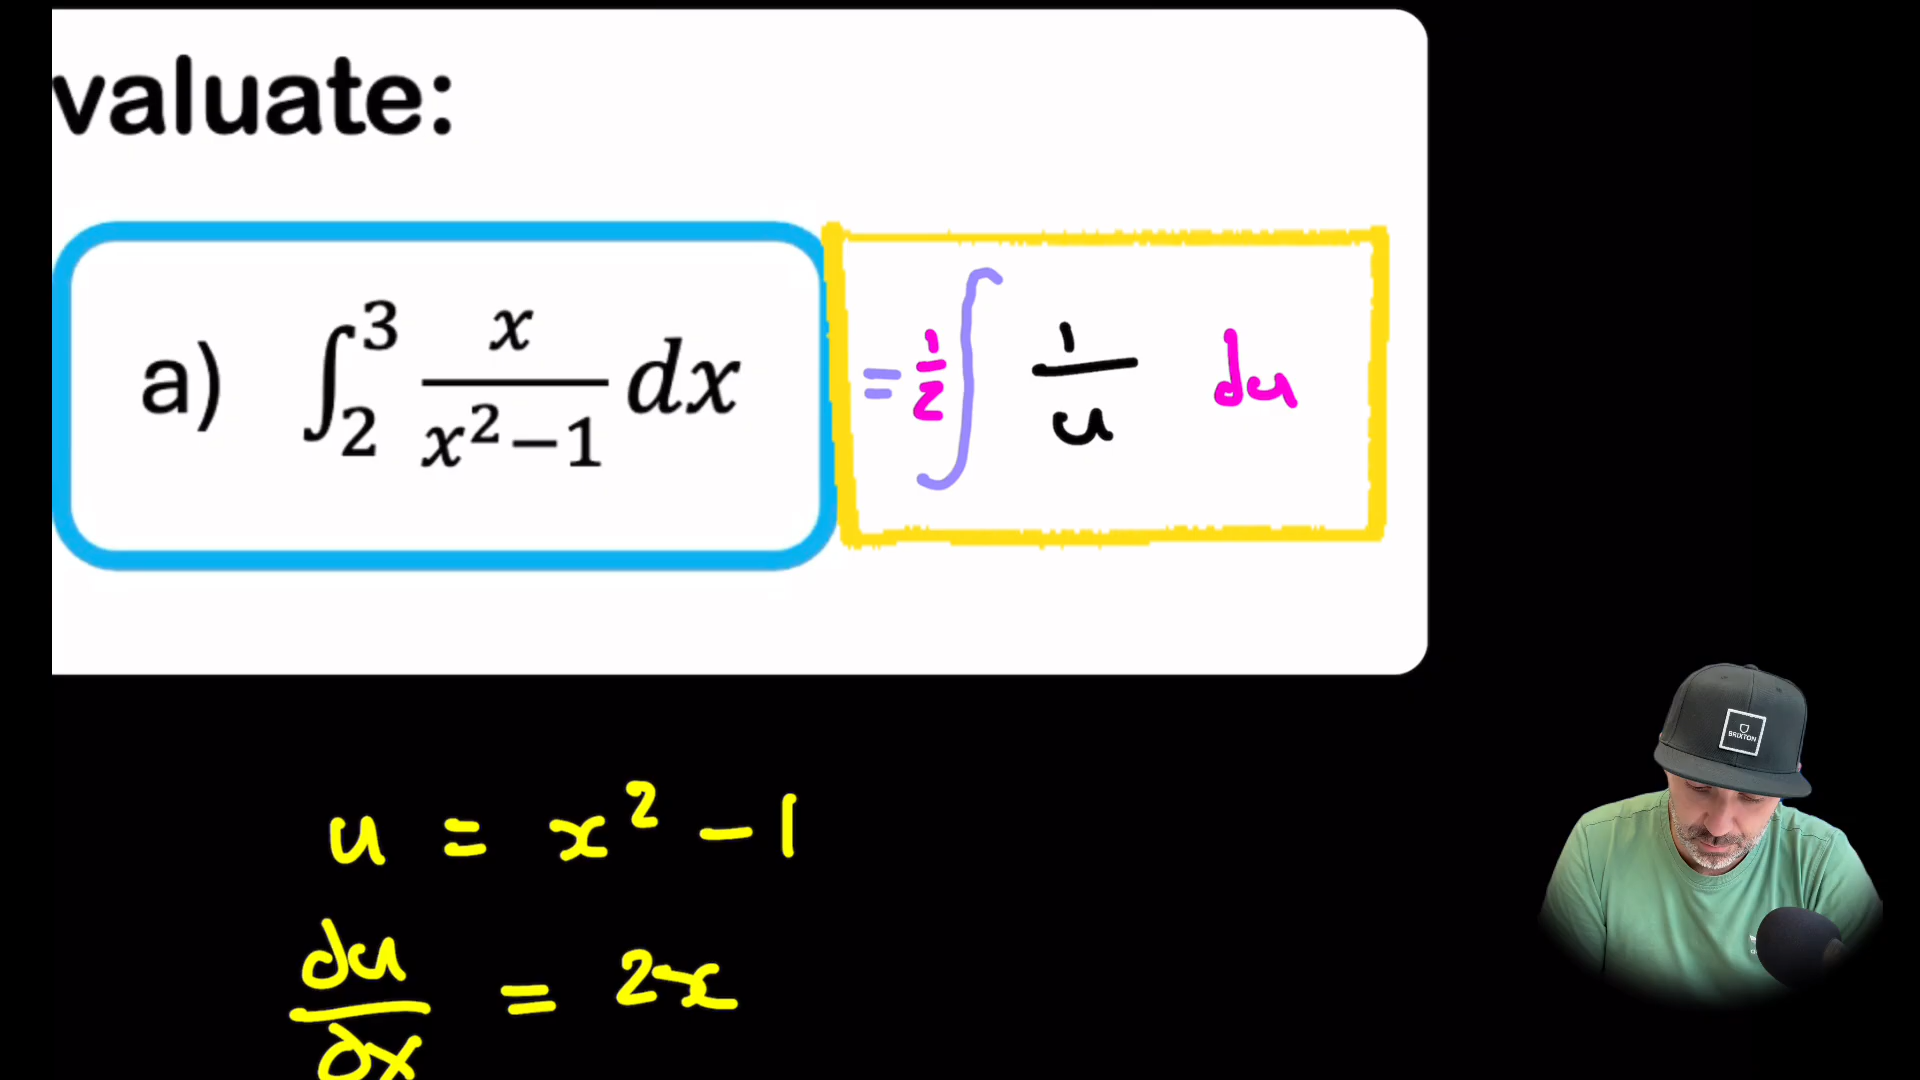 valuate:
a) ∫₂³ x/(x²−1) dx = ½ ∫ 1/u du
u = x² − 1
du/dx = 2x
BRIXTON